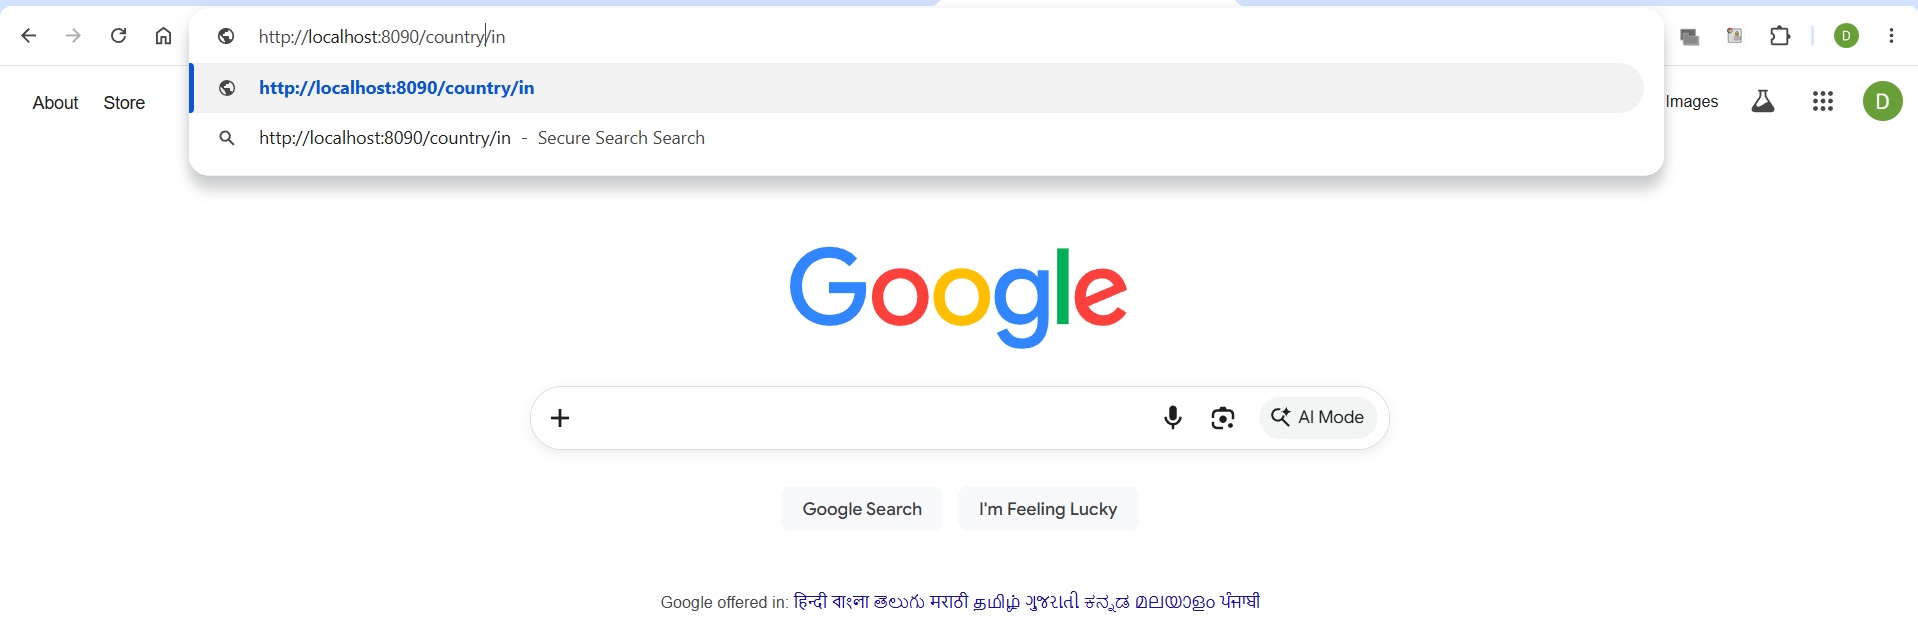 http://localhost:8090/country/in
D
http://localhost:8090/country/in
http://localhost:8090/country/in - Secure Search Search
About Store
Images
D
Google
AI Mode
Google Search
I'm Feeling Lucky
Google offered in: हिन्दी বাংলা తెలుగు मराठी தமிழ் ગુજરાતી ಕನ್ನಡ മലയാളം ਪੰਜਾਬੀ